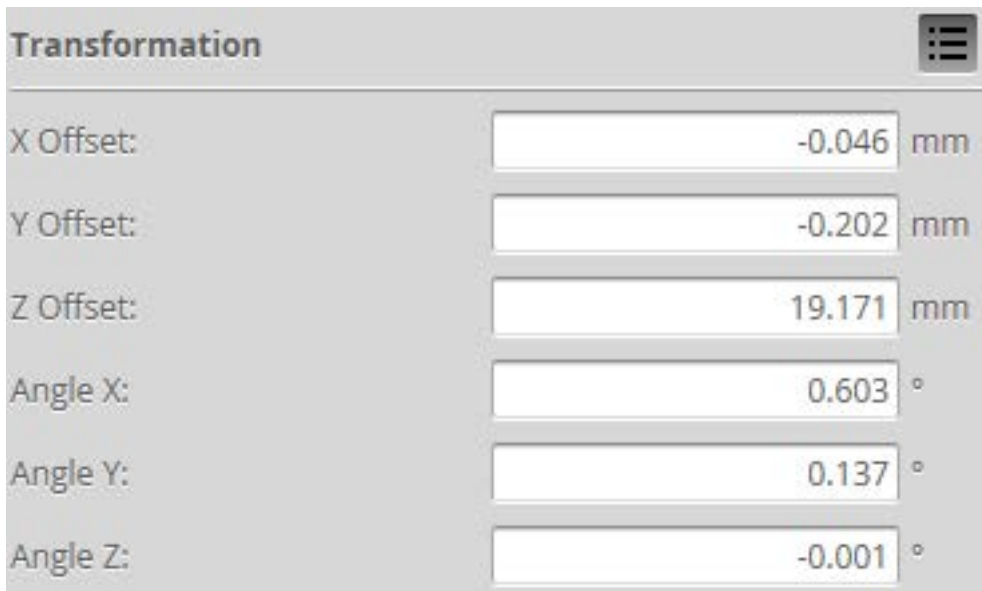 Transformation
X Offset: -0.046 mm
Y Offset: -0.202 mm
Z Offset: 19.171 mm
Angle X: 0.603 °
Angle Y: 0.137 °
Angle Z: -0.001 °